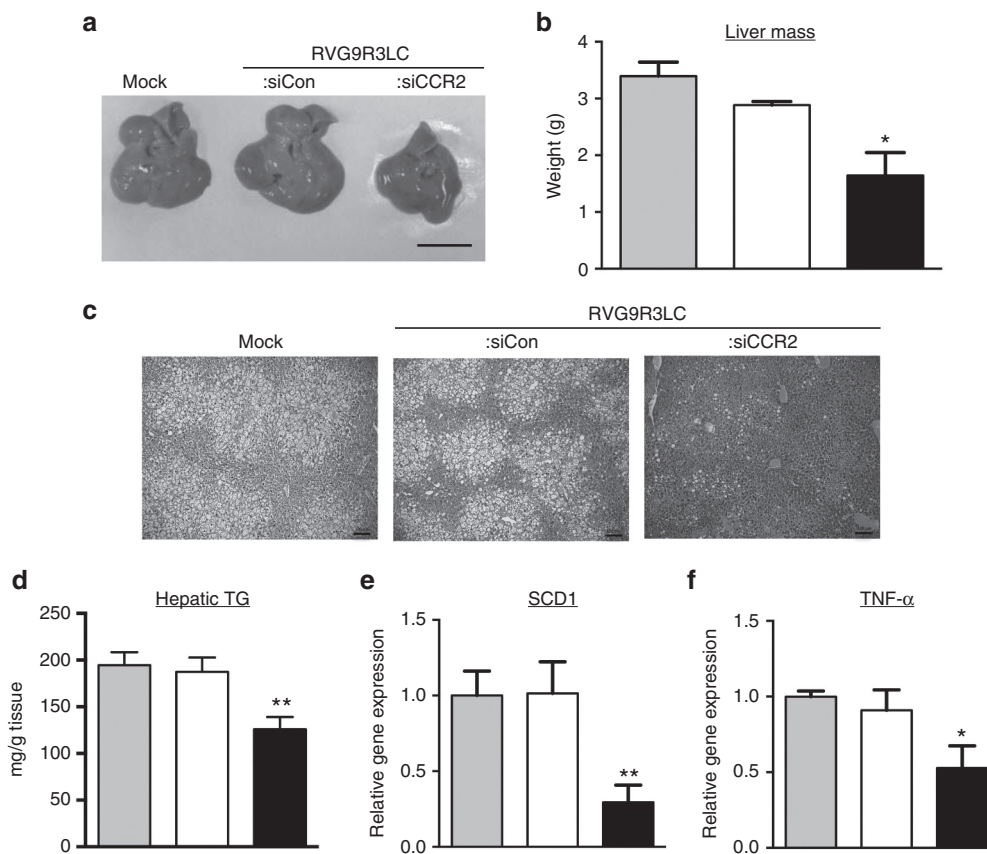 a
RVG9R3LC
Mock
:siCon
:siCCR2
b
Liver mass
Weight (g)
4
3
2
1
0
*
c
RVG9R3LC
Mock
:siCon
:siCCR2
d
Hepatic TG
mg/g tissue
250
200
150
100
50
0
**
e
SCD1
Relative gene expression
1.5
1.0
0.5
0.0
**
f
TNF-α
Relative gene expression
1.5
1.0
0.5
0.0
*